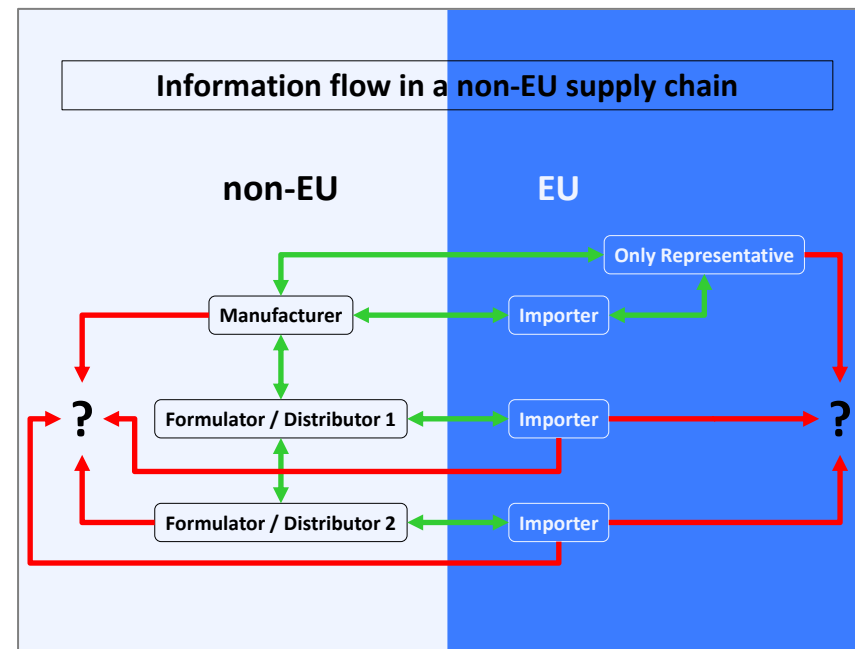 Information flow in a non-EU supply chain
non-EU
EU
Only Representative
Manufacturer
Importer
?
Formulator / Distributor 1
Importer
?
Formulator / Distributor 2
Importer